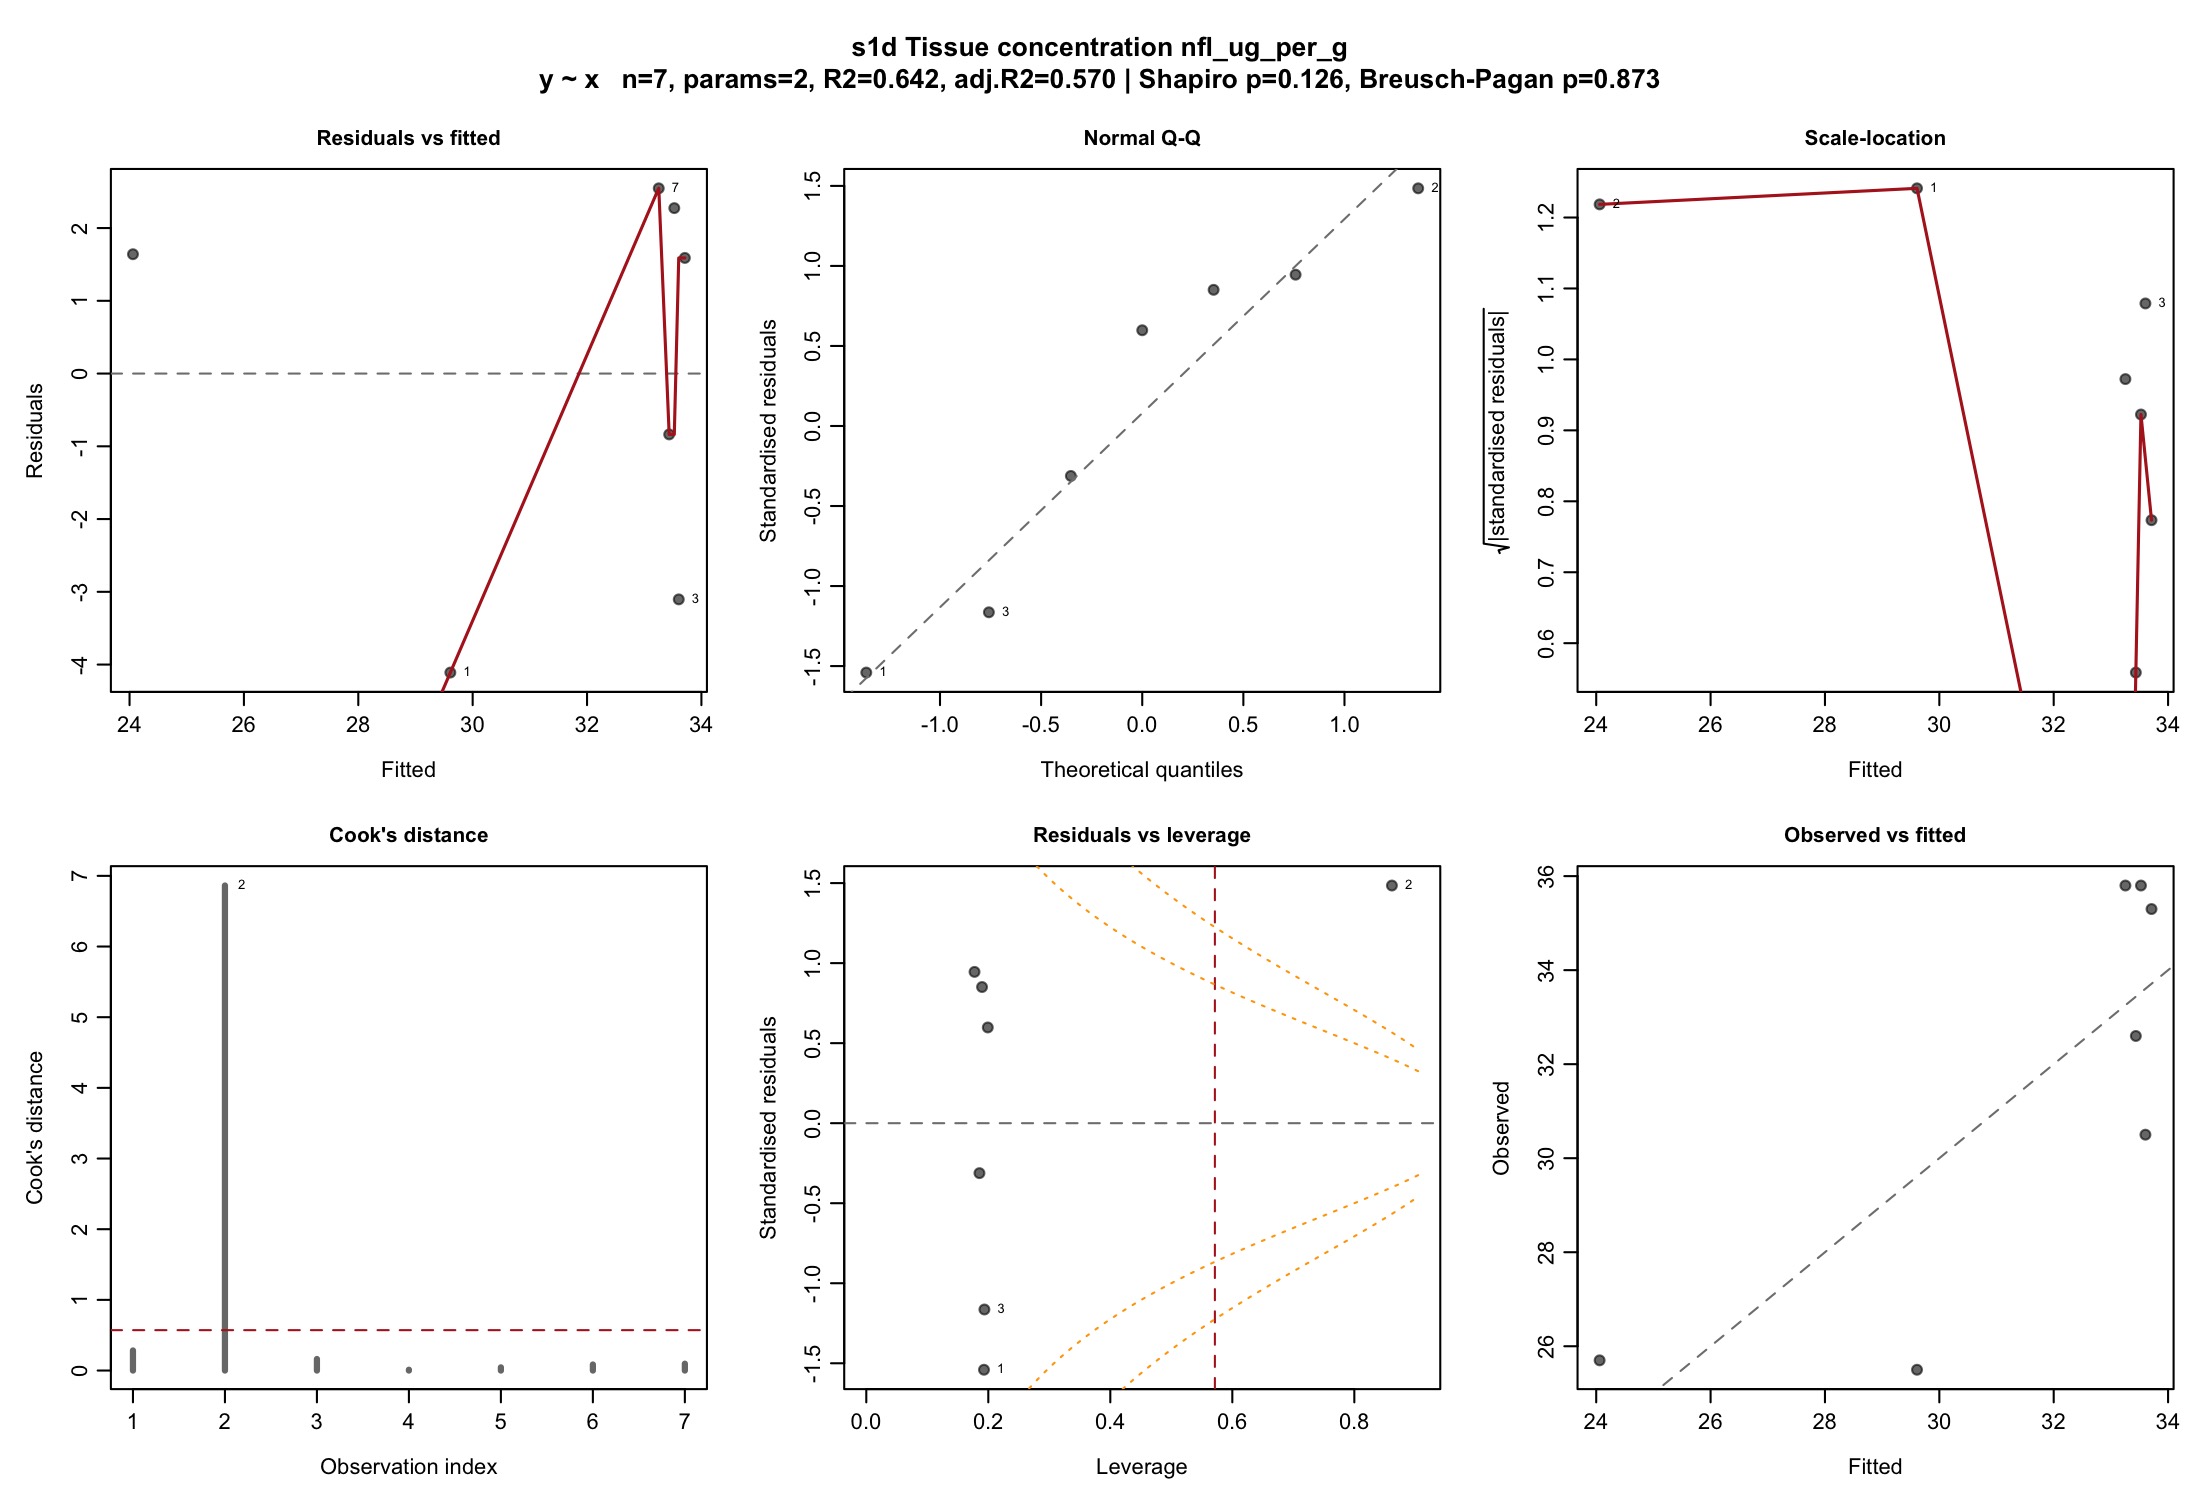 s1d Tissue concentration nfl_ug_per_g
y ~ x   n=7, params=2, R2=0.642, adj.R2=0.570 | Shapiro p=0.126, Breusch-Pagan p=0.873
Residuals vs fitted
Residuals
2
1
0
-1
-2
-3
-4
7
3
1
24 26 28 30 32 34
Fitted
Normal Q-Q
Standardised residuals
1.5
1.0
0.5
0.0
-0.5
-1.0
-1.5
2
3
1
-1.0 -0.5 0.0 0.5 1.0
Theoretical quantiles
Scale-location
√|standardised residuals|
1.2
1.1
1.0
0.9
0.8
0.7
0.6
2
1
3
24 26 28 30 32 34
Fitted
Cook's distance
Cook's distance
7
6
5
4
3
2
1
0
2
1 2 3 4 5 6 7
Observation index
Residuals vs leverage
Standardised residuals
1.5
1.0
0.5
0.0
-0.5
-1.0
-1.5
2
3
1
0.0 0.2 0.4 0.6 0.8
Leverage
Observed vs fitted
Observed
36
34
32
30
28
26
24 26 28 30 32 34
Fitted